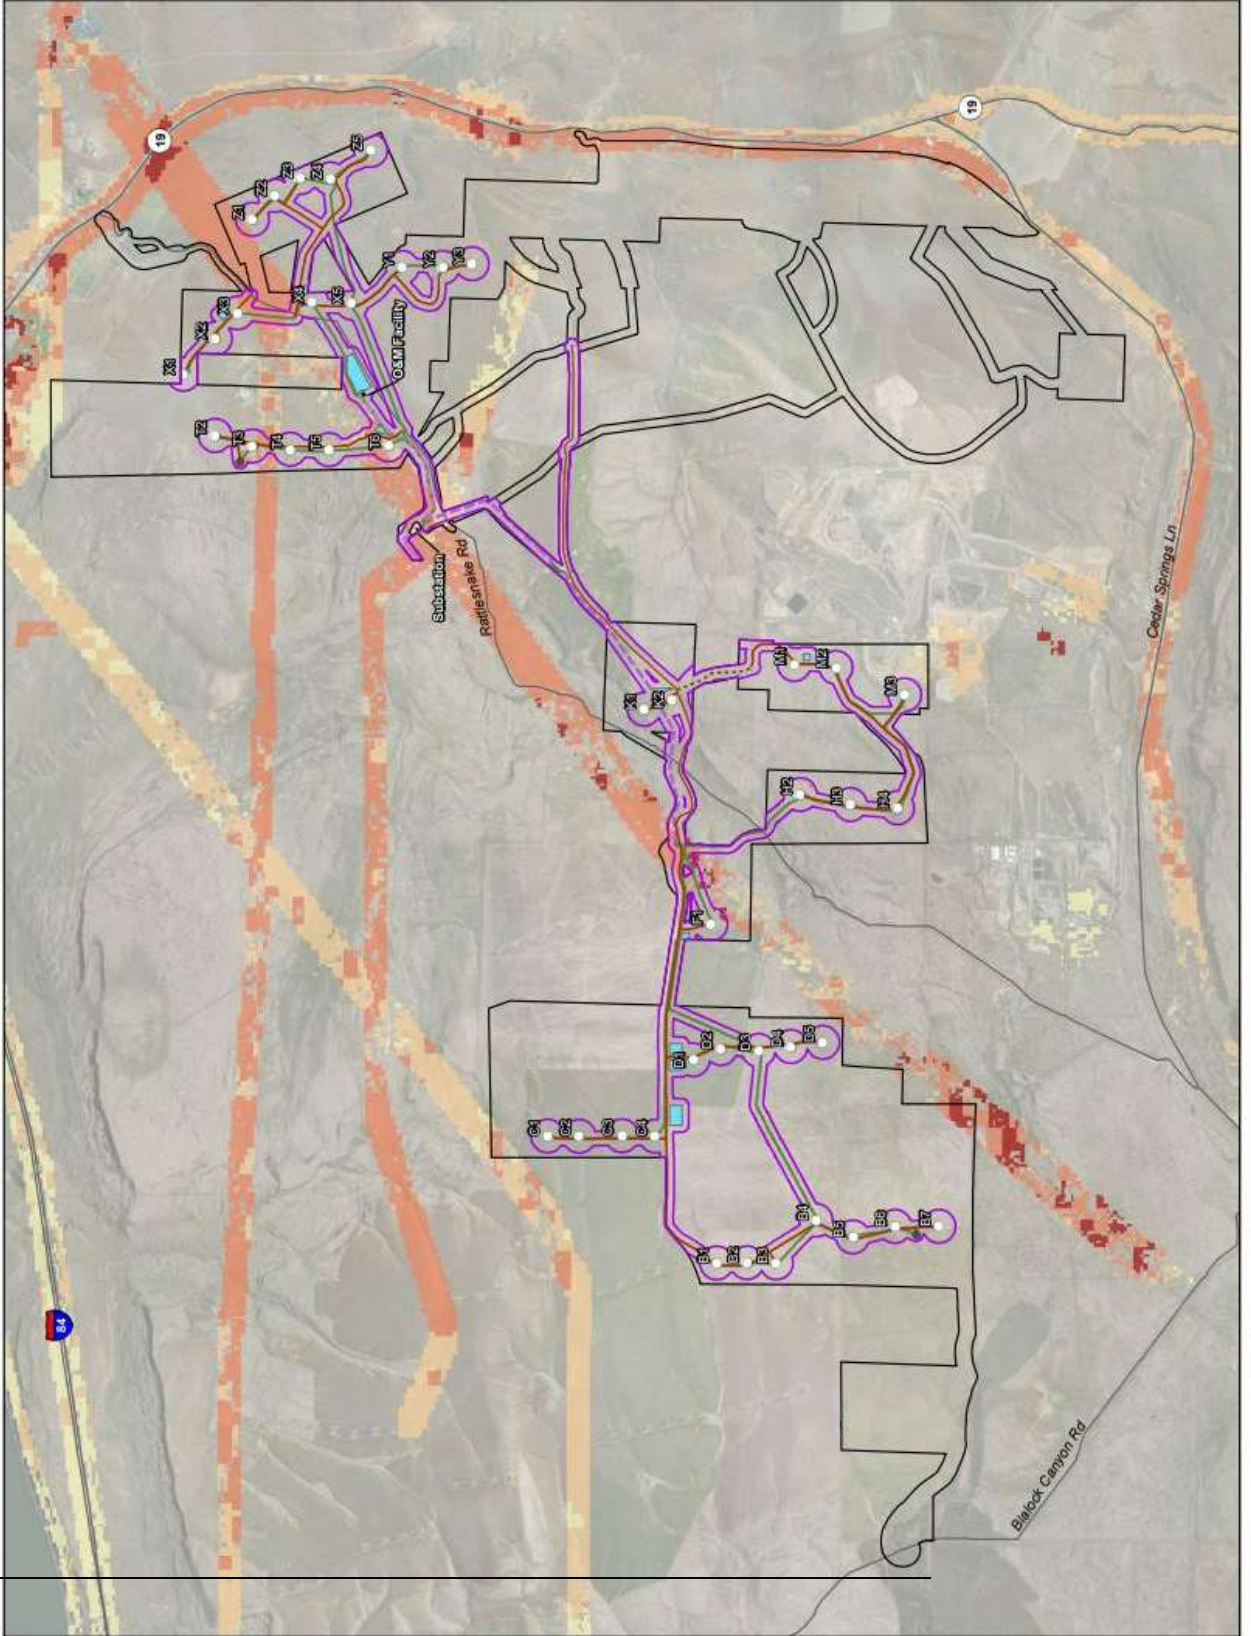 19
Z1
Z2
Z3
Z4
Z5
19
X1
X2
X3
X4
X5
Y1
Y2
Y3
O&M Facility
T2
T3
T4
T5
T6
Substation
Rattlesnake Rd
Cedar Springs Ln
K1
K2
M1
M2
M3
H2
H3
H4
F1
D1
D2
D3
D4
D5
C1
C2
C3
C4
B1
B2
B3
B4
B5
B6
B7
84
Blalock Canyon Rd